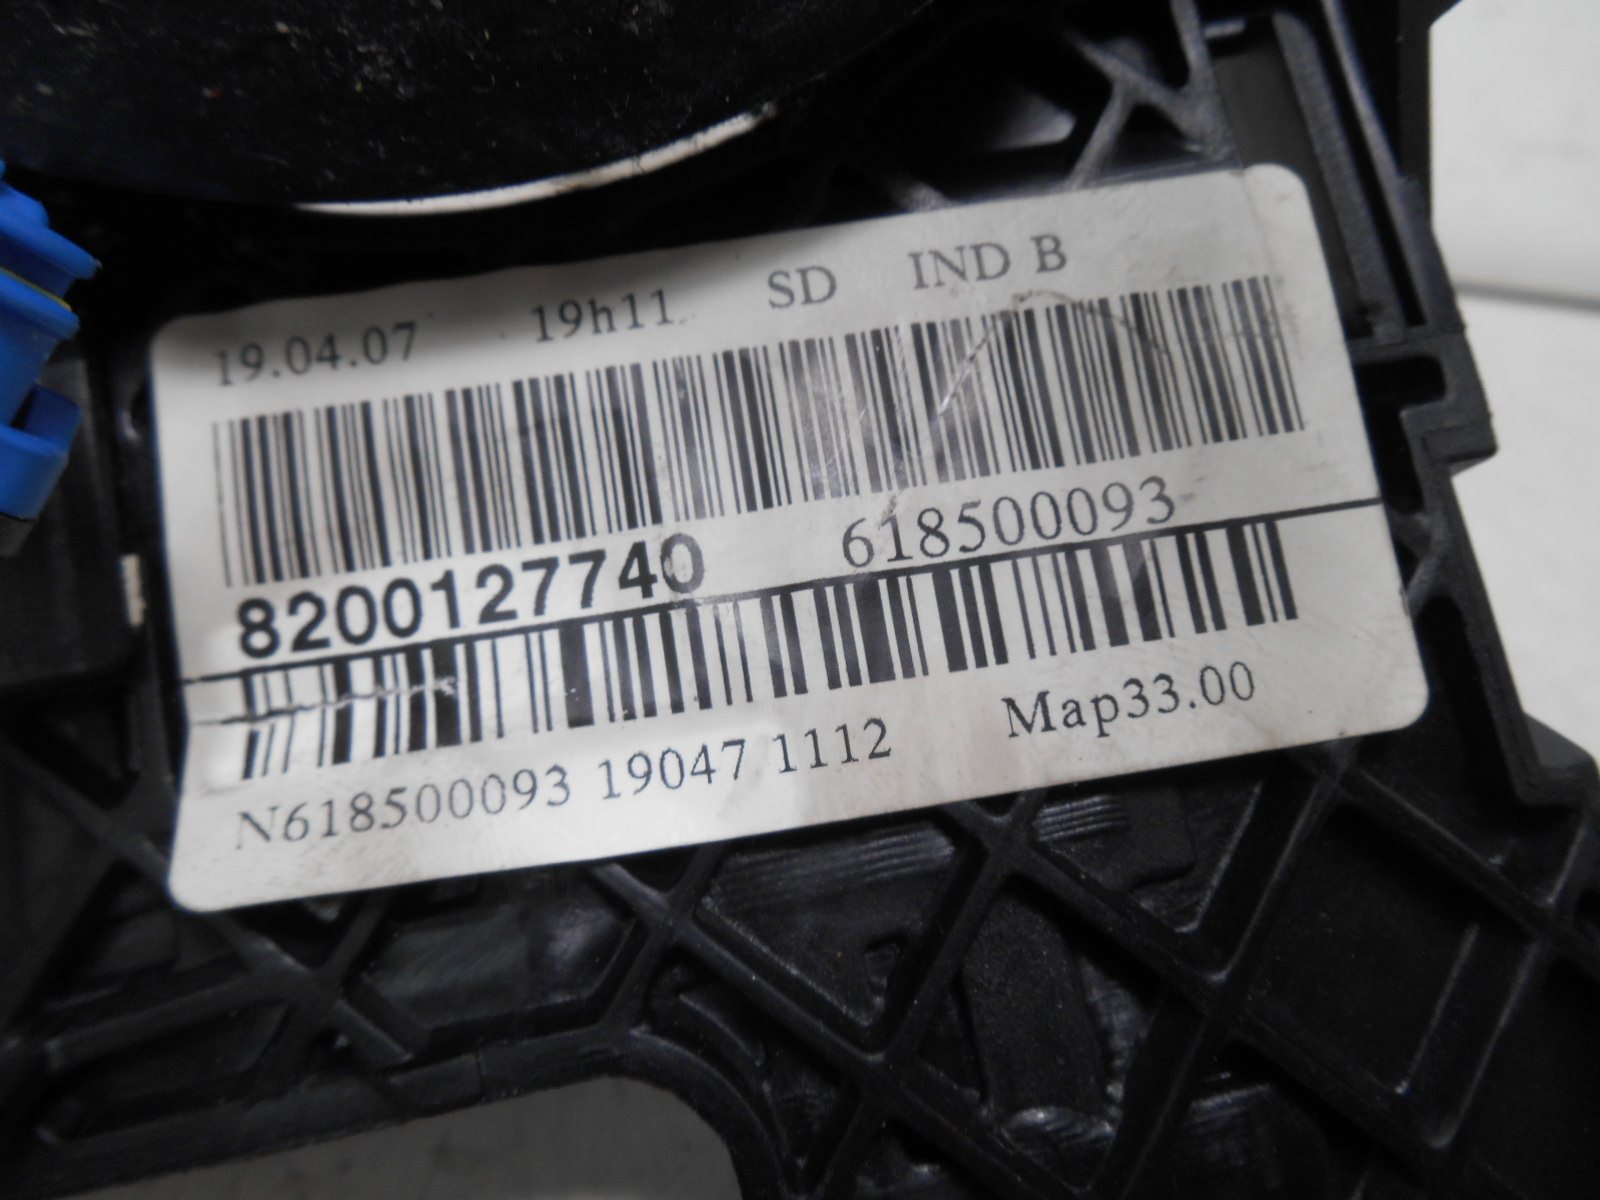 19.04.07 19h11 SD IND B
8200127740 618500093
N618500093 19047 1112 Map33.00